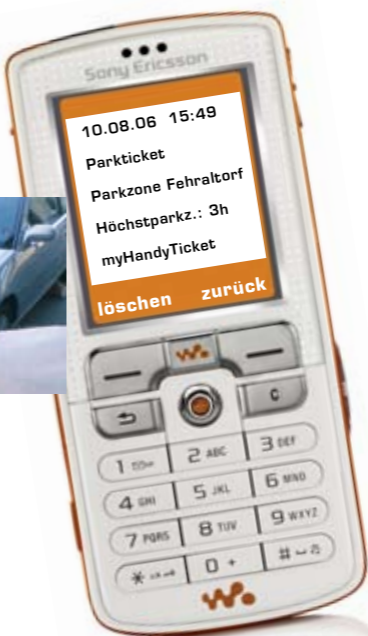 Sony Ericsson
10.08.06 15:49
Parkticket
Parkzone Fehraltorf
Höchstparkz.: 3h
myHandyTicket
löschen zurück
C
1
2 ABC
3 DEF
4 GHI
5 JKL
6 MNO
7 PQRS
8 TUV
9 WXYZ
* 0 + #